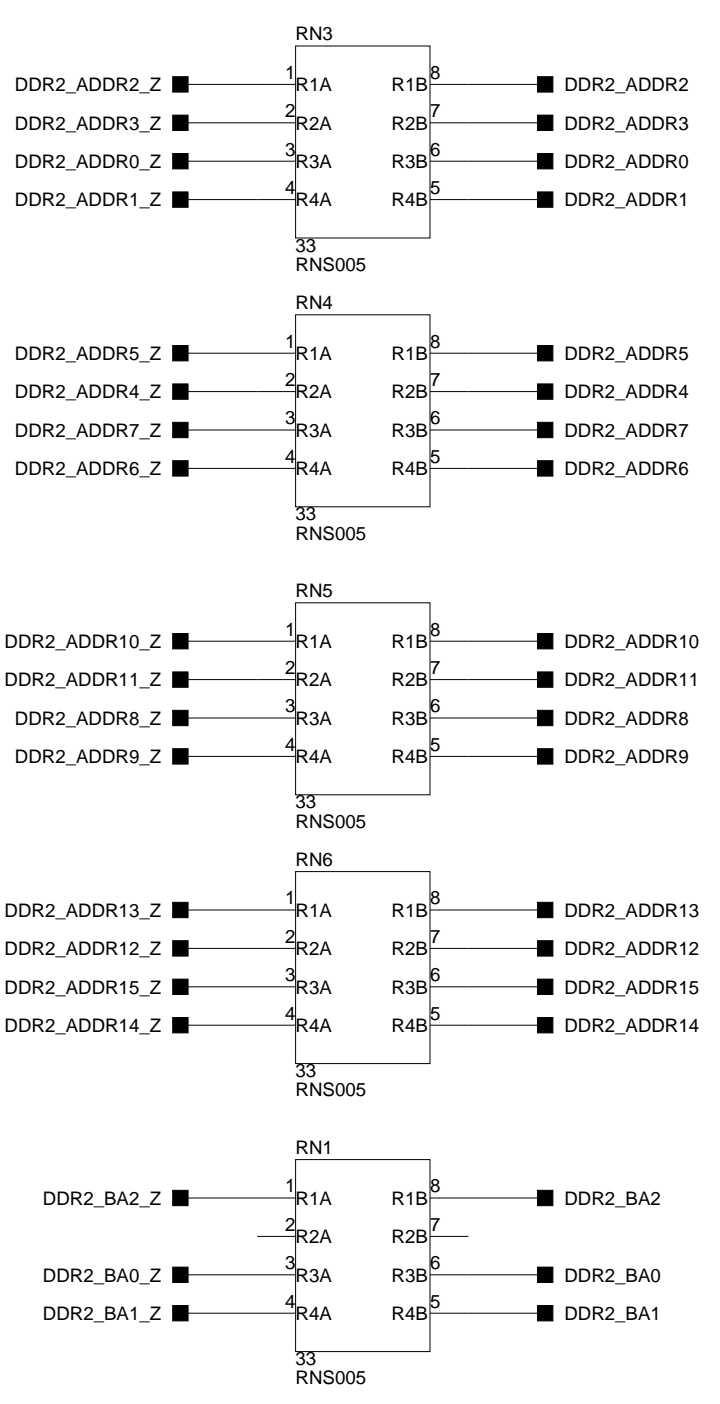 RN3
DDR2_ADDR2_Z 1 R1A R1B 8 DDR2_ADDR2
DDR2_ADDR3_Z 2 R2A R2B 7 DDR2_ADDR3
DDR2_ADDR0_Z 3 R3A R3B 6 DDR2_ADDR0
DDR2_ADDR1_Z 4 R4A R4B 5 DDR2_ADDR1
33
RNS005
RN4
DDR2_ADDR5_Z 1 R1A R1B 8 DDR2_ADDR5
DDR2_ADDR4_Z 2 R2A R2B 7 DDR2_ADDR4
DDR2_ADDR7_Z 3 R3A R3B 6 DDR2_ADDR7
DDR2_ADDR6_Z 4 R4A R4B 5 DDR2_ADDR6
33
RNS005
RN5
DDR2_ADDR10_Z 1 R1A R1B 8 DDR2_ADDR10
DDR2_ADDR11_Z 2 R2A R2B 7 DDR2_ADDR11
DDR2_ADDR8_Z 3 R3A R3B 6 DDR2_ADDR8
DDR2_ADDR9_Z 4 R4A R4B 5 DDR2_ADDR9
33
RNS005
RN6
DDR2_ADDR13_Z 1 R1A R1B 8 DDR2_ADDR13
DDR2_ADDR12_Z 2 R2A R2B 7 DDR2_ADDR12
DDR2_ADDR15_Z 3 R3A R3B 6 DDR2_ADDR15
DDR2_ADDR14_Z 4 R4A R4B 5 DDR2_ADDR14
33
RNS005
RN1
DDR2_BA2_Z 1 R1A R1B 8 DDR2_BA2
2 R2A R2B 7
DDR2_BA0_Z 3 R3A R3B 6 DDR2_BA0
DDR2_BA1_Z 4 R4A R4B 5 DDR2_BA1
33
RNS005